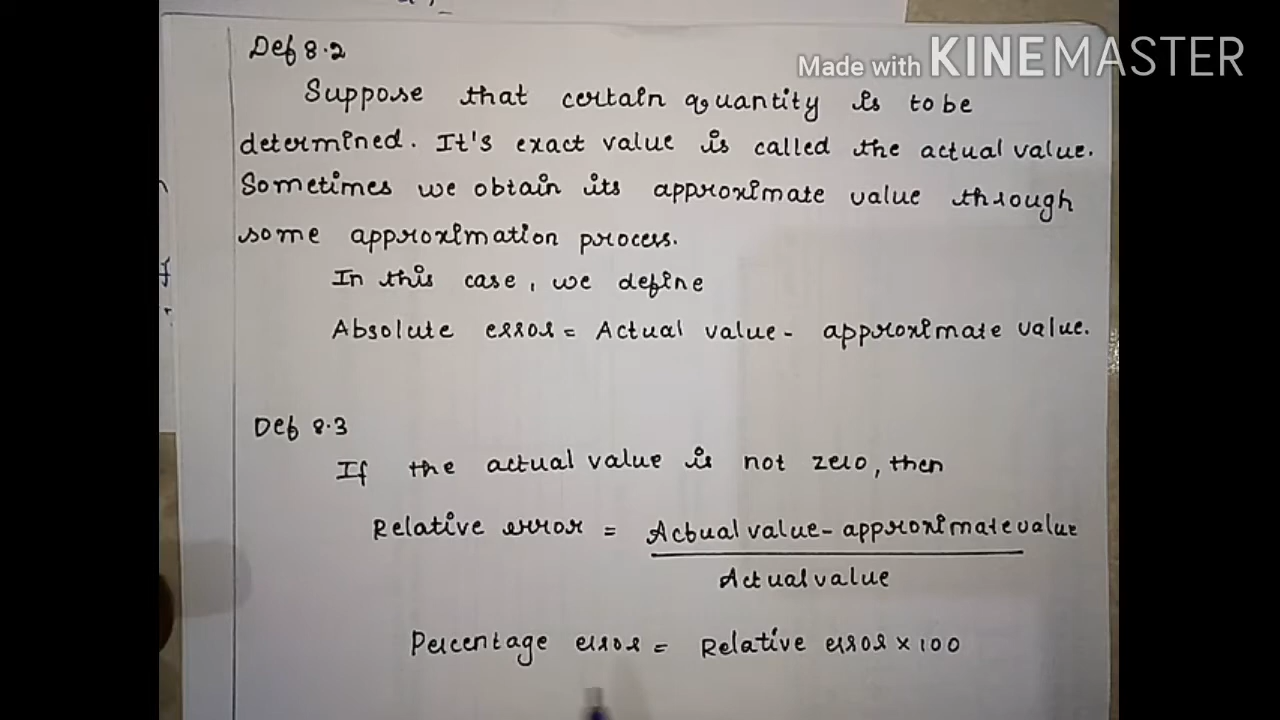 Def 8.2
Made with KINEMASTER
Suppose that certain quantity is to be
determined. It's exact value is called the actual value.
Sometimes we obtain its approximate value through
some approximation process.
In this case, we define
Absolute error = Actual value - approximate value.
Def 8.3
If the actual value is not zero, then
Relative error = Actual value - approximate value
Actual value
Percentage error = Relative error × 100